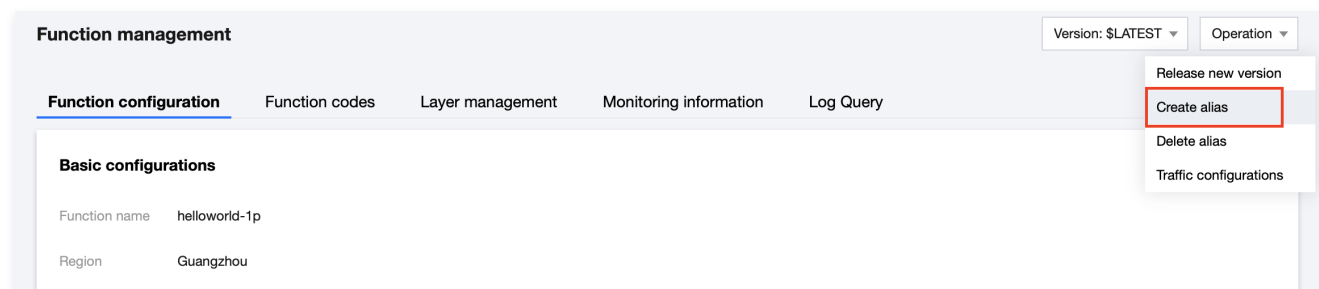 Function management
Version: $LATEST
Operation
Release new version
Create alias
Delete alias
Traffic configurations
Function configuration
Function codes
Layer management
Monitoring information
Log Query
Basic configurations
Function name helloworld-1p
Region Guangzhou